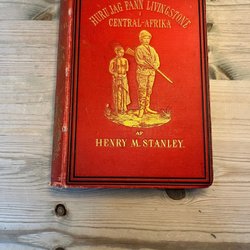 HURU JAG FANN LIVINGSTONE
CENTRAL-AFRIKA
AF
HENRY M. STANLEY.